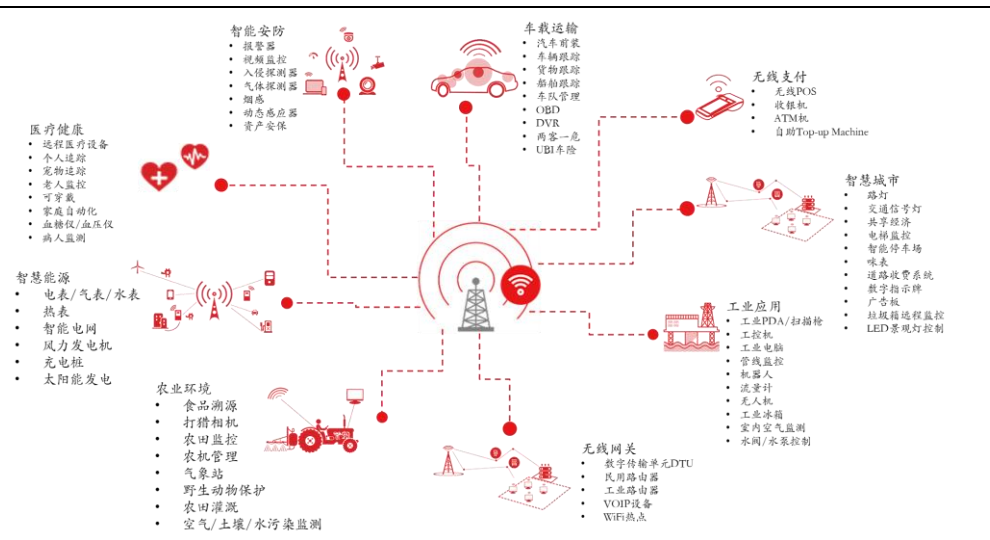 智能安防
报警器
视频监控
入侵探测器
气体探测器
烟感
动态感应器
资产安保
车载运输
汽车前装
车辆跟踪
货物跟踪
船舶跟踪
车队管理
OBD
DVR
两客一危
UBI车险
无线支付
无线POS
收银机
ATM机
自助Top-up Machine
医疗健康
远程医疗设备
个人追踪
宠物追踪
老人监控
可穿戴
家庭自动化
血糖仪/血压仪
病人监测
智慧城市
路灯
交通信号灯
共享经济
电梯监控
智能停车场
咪表
道路收费系统
数字指示牌
广告板
垃圾箱远程监控
LED景观灯控制
智慧能源
电表/气表/水表
热表
智能电网
风力发电机
充电桩
太阳能发电
工业应用
工业PDA/扫描枪
工控机
工业电脑
管线监控
机器人
流量计
无人机
工业冰箱
室内空气监测
水阀/水泵控制
农业环境
食品溯源
打猎相机
农田监控
农机管理
气象站
野生动物保护
农田灌溉
空气/土壤/水污染监测
无线网关
数字传输单元DTU
民用路由器
工业路由器
VOIP设备
WiFi热点